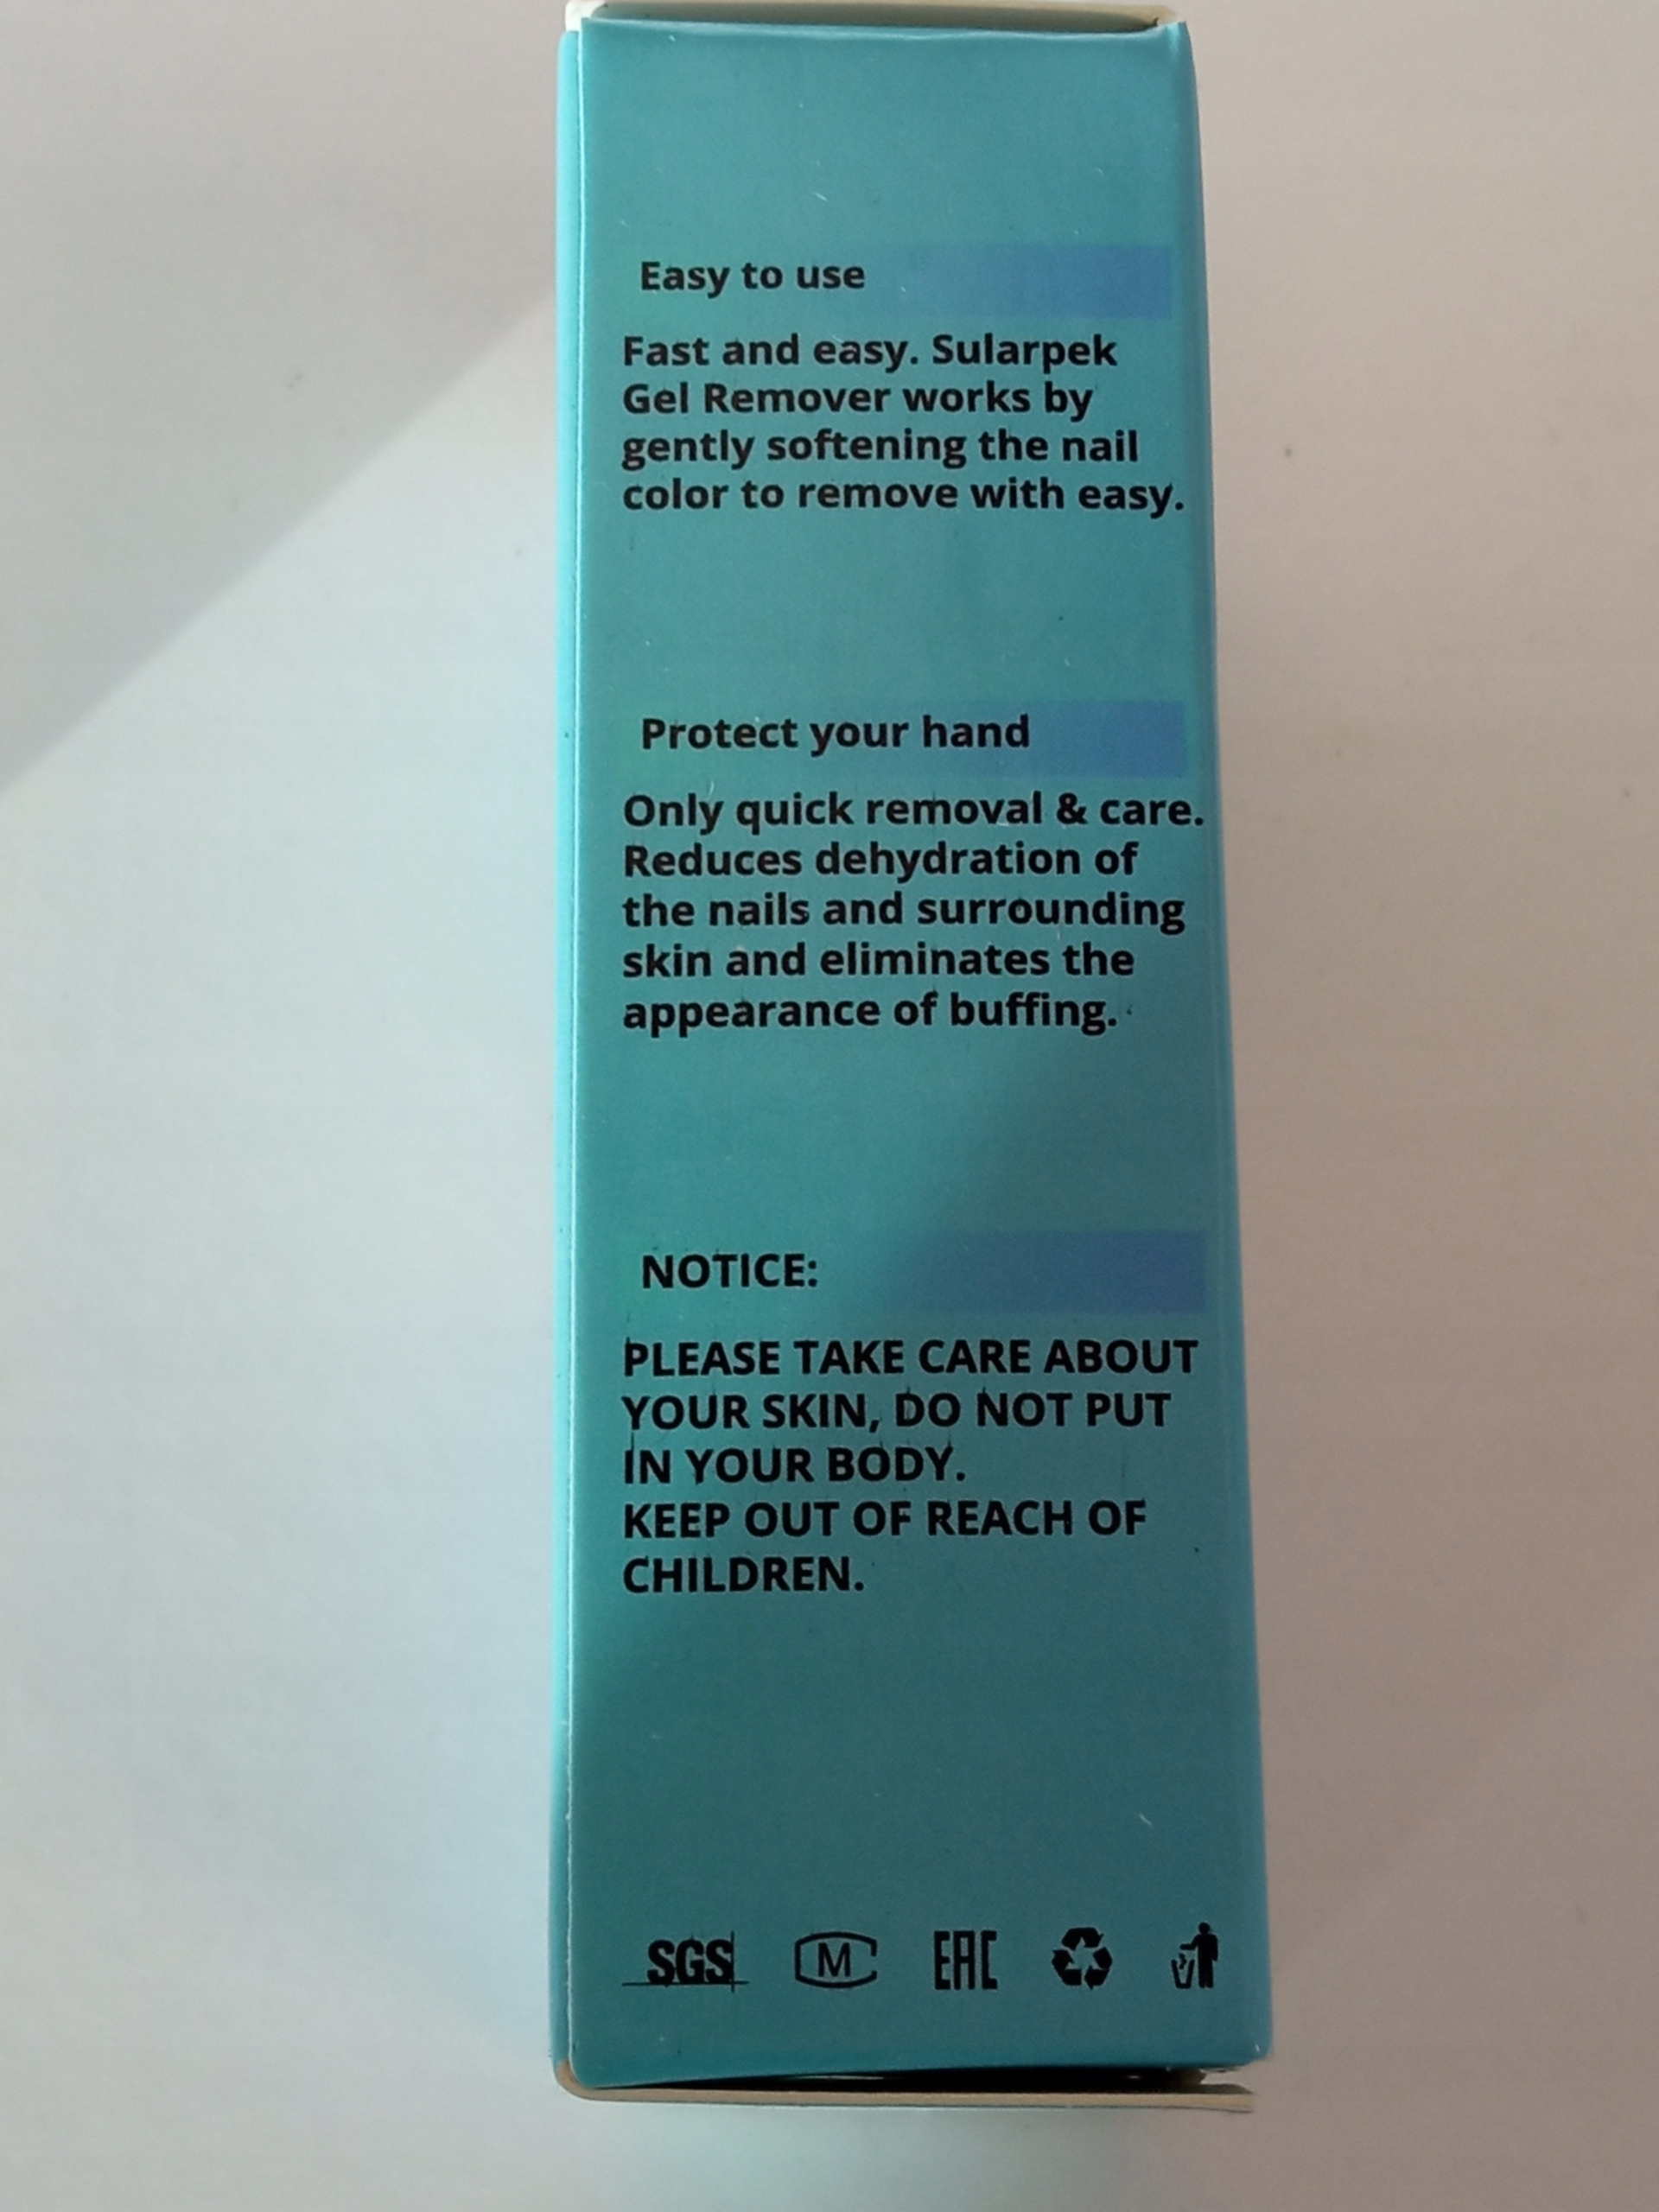 Easy to use
Fast and easy. Sularpek
Gel Remover works by
gently softening the nail
color to remove with easy.
Protect your hand
Only quick removal & care.
Reduces dehydration of
the nails and surrounding
skin and eliminates the
appearance of buffing.
NOTICE:
PLEASE TAKE CARE ABOUT
YOUR SKIN, DO NOT PUT
IN YOUR BODY.
KEEP OUT OF REACH OF
CHILDREN.
SGS M EAC